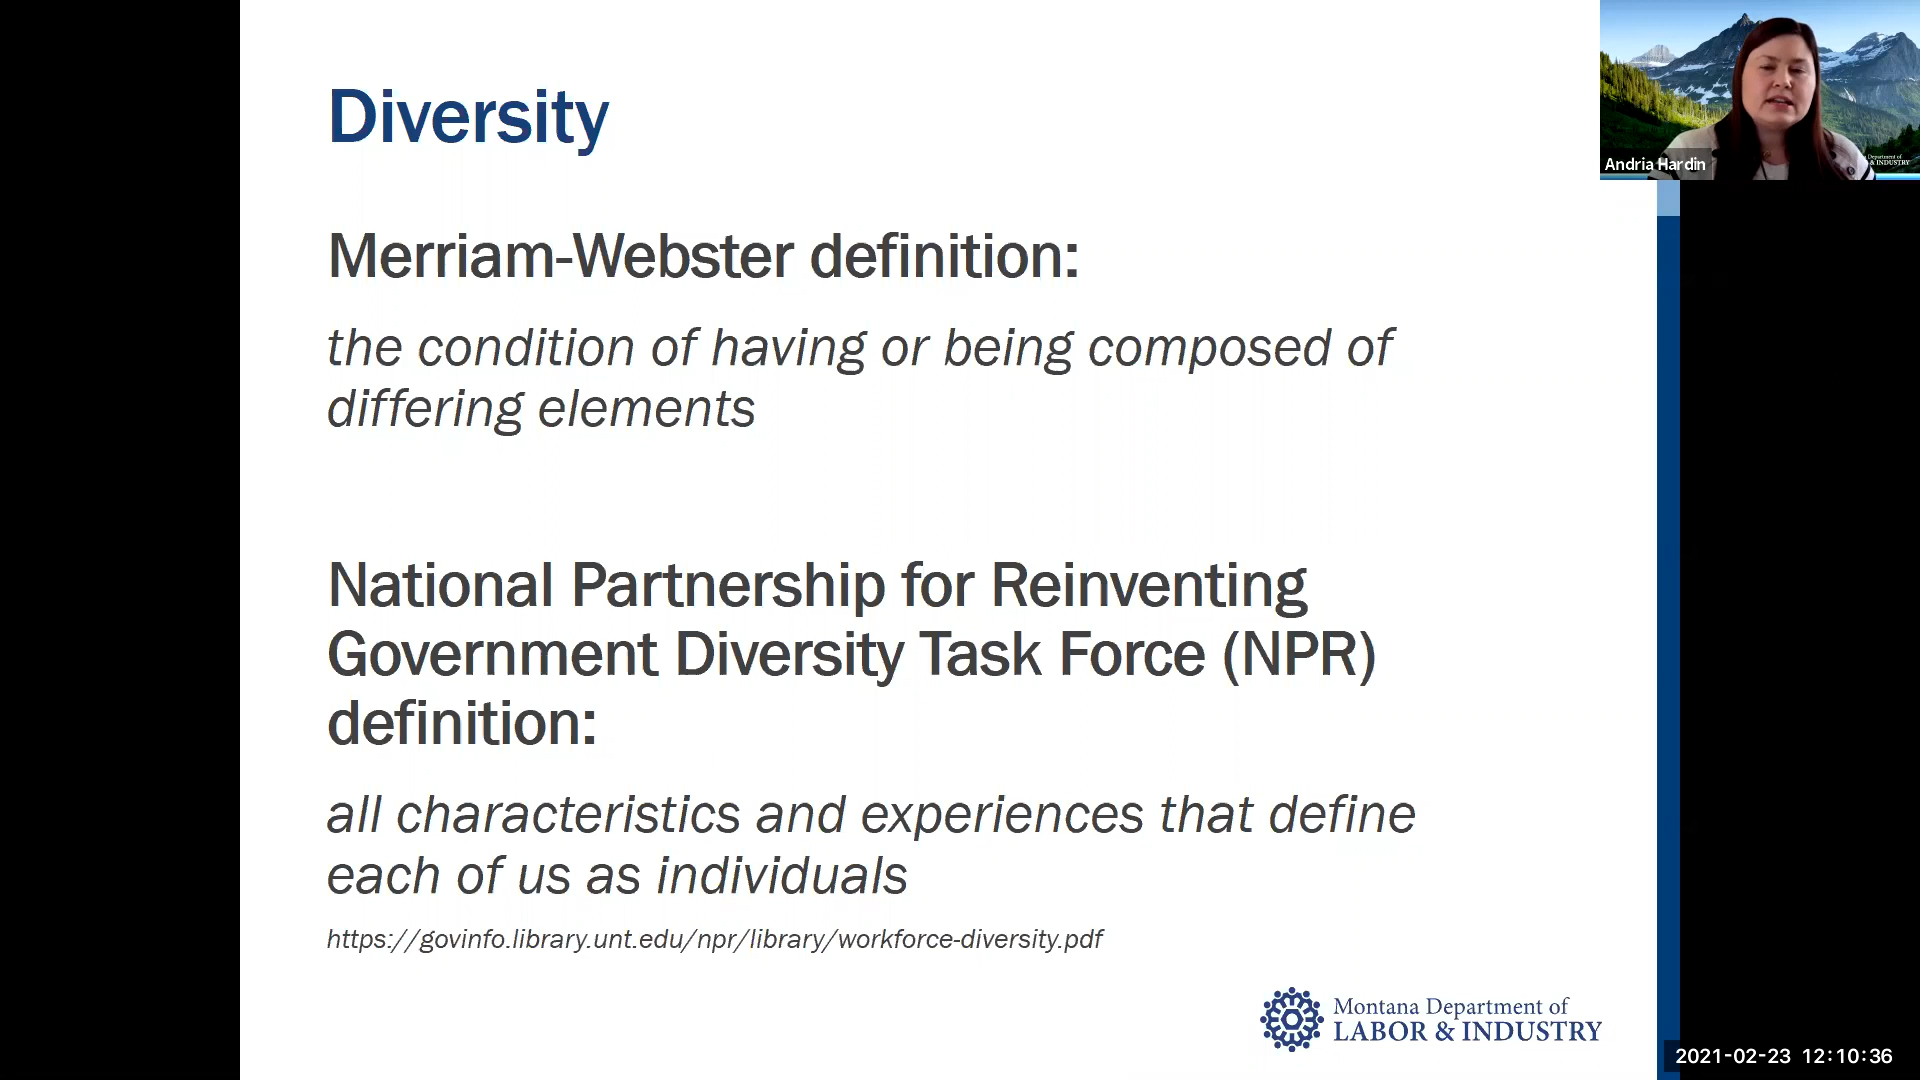 Diversity
Merriam-Webster definition:
the condition of having or being composed of
differing elements
National Partnership for Reinventing
Government Diversity Task Force (NPR)
definition:
all characteristics and experiences that define
each of us as individuals
https://govinfo.library.unt.edu/npr/library/workforce-diversity.pdf
Montana Department of
LABOR & INDUSTRY
Andria Hardin
Department of
& INDUSTRY
2021-02-23 12:10:36